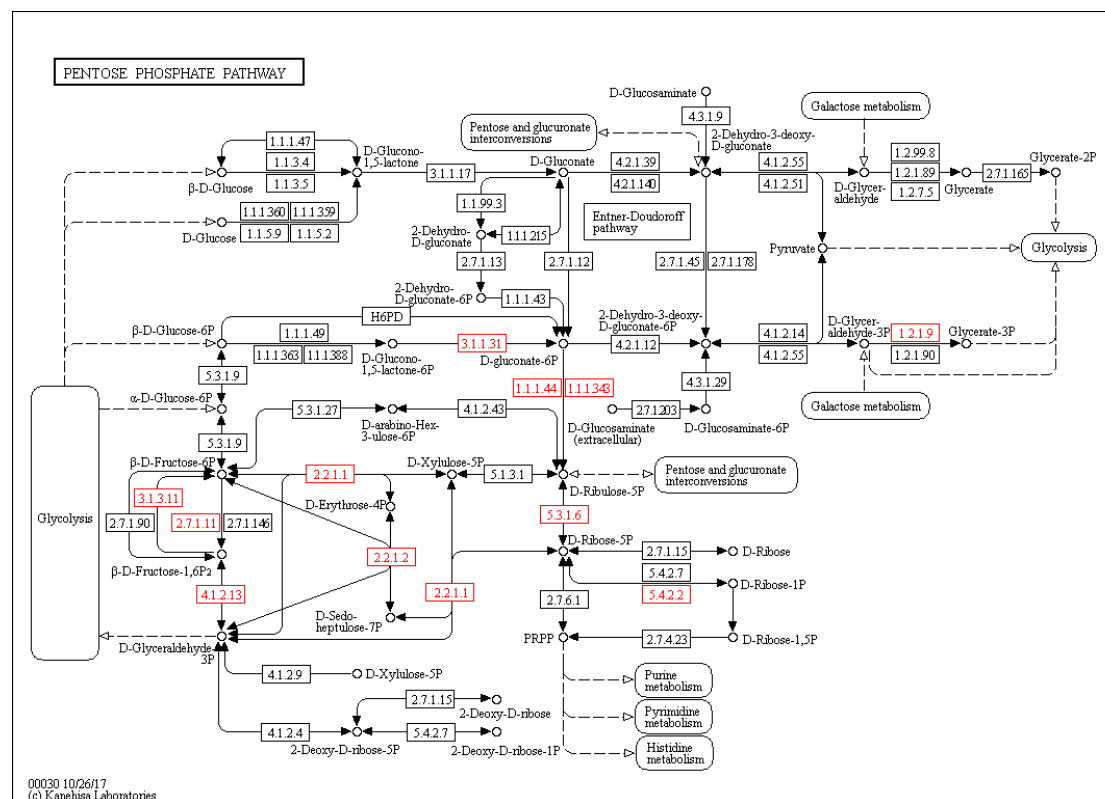 PENTOSE PHOSPHATE PATHWAY
D-Glucosaminate
4.3.1.9
Galactose metabolism
Pentose and glucuronate
interconversions
2-Dehydro-3-deoxy-
D-gluconate
1.1.1.47
1.1.3.4
1.1.3.5
β-D-Glucose
D-Glucono-
1,5-lactone
3.1.1.17
D-Gluconate
4.2.1.39
4.2.1.140
4.1.2.55
4.1.2.51
D-Glycer-
aldehyde
1.2.99.8
1.2.1.89
1.2.7.5
Glycerate
2.7.1.165
Glycerate-2P
1.1.1.360
1.1.1.359
1.1.5.9
1.1.5.2
D-Glucose
1.1.99.3
2-Dehydro-
D-gluconate
1.1.1.215
Entner-Doudoroff
pathway
2.7.1.13
2.7.1.12
2.7.1.45
2.7.1.178
Pyruvate
Glycolysis
2-Dehydro-
D-gluconate-6P
1.1.1.43
β-D-Glucose-6P
H6PD
1.1.1.49
1.1.1.363
1.1.1.388
D-Glucono-
1,5-lactone-6P
3.1.1.31
D-gluconate-6P
2-Dehydro-3-deoxy-
D-gluconate-6P
4.2.1.12
4.1.2.14
4.1.2.55
D-Glycer-
aldehyde-3P
1.2.1.9
1.2.1.90
Glycerate-3P
5.3.1.9
1.1.1.44
1.1.1.343
4.3.1.29
α-D-Glucose-6P
5.3.1.27
D-arabino-Hex-
3-ulose-6P
4.1.2.43
D-Glucosaminate
(extracellular)
2.7.1.203
D-Glucosaminate-6P
Galactose metabolism
5.3.1.9
β-D-Fructose-6P
2.2.1.1
D-Xylulose-5P
5.1.3.1
D-Ribulose-5P
Pentose and glucuronate
interconversions
Glycolysis
3.1.3.11
2.7.1.90
2.7.1.11
2.7.1.146
D-Erythrose-4P
5.3.1.6
D-Ribose-5P
β-D-Fructose-1,6P2
2.2.1.2
2.7.1.15
D-Ribose
4.1.2.13
2.2.1.1
5.4.2.7
5.4.2.2
D-Ribose-1P
2.7.6.1
D-Sedo-
heptulose-7P
D-Glyceraldehyde-
3P
PRPP
2.7.4.23
D-Ribose-1,5P
4.1.2.9
D-Xylulose-5P
Purine
metabolism
2.7.1.15
2-Deoxy-D-ribose
Pyrimidine
metabolism
4.1.2.4
2-Deoxy-D-ribose-5P
5.4.2.7
2-Deoxy-D-ribose-1P
Histidine
metabolism
00030 10/26/17
(c) Kanehisa Laboratories